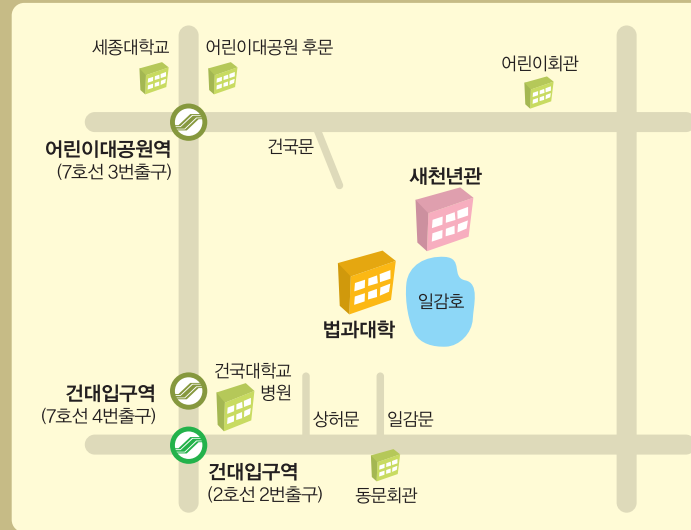 세종대학교
어린이대공원 후문
어린이회관
어린이대공원역
(7호선 3번출구)
건국문
새천년관
일감호
법과대학
건국대학교
병원
건대입구역
(7호선 4번출구)
상허문
일감문
건대입구역
(2호선 2번출구)
동문회관